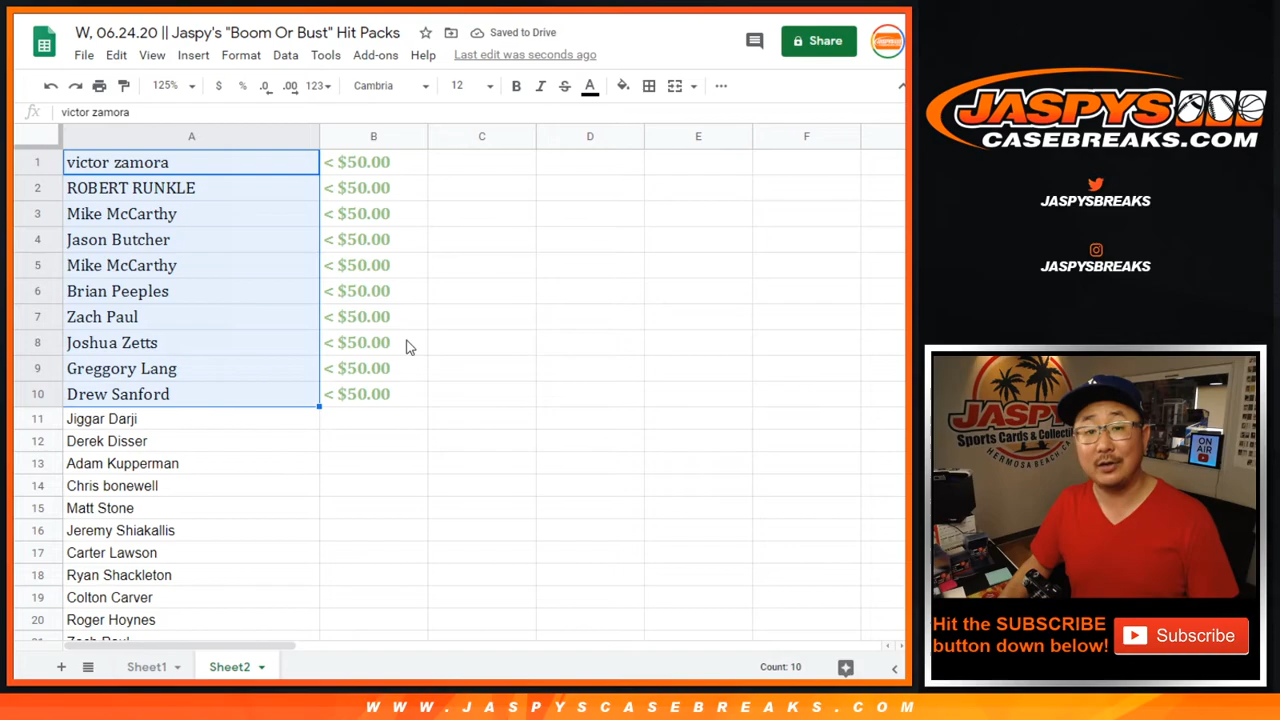 W, 06.24.20 || Jaspy's "Boom Or Bust" Hit Packs
Saved to Drive
File Edit View Insert Format Data Tools Add-ons Help
Last edit was seconds ago
Share
125% $ % .0 .00 123 Cambria 12 B I S A
fx victor zamora
A B C D E F
1 victor zamora < $50.00
2 ROBERT RUNKLE < $50.00
3 Mike McCarthy < $50.00
4 Jason Butcher < $50.00
5 Mike McCarthy < $50.00
6 Brian Peeples < $50.00
7 Zach Paul < $50.00
8 Joshua Zetts < $50.00
9 Greggory Lang < $50.00
10 Drew Sanford < $50.00
11 Jiggar Darji
12 Derek Disser
13 Adam Kupperman
14 Chris bonewell
15 Matt Stone
16 Jeremy Shiakallis
17 Carter Lawson
18 Ryan Shackleton
19 Colton Carver
20 Roger Hoynes
Sheet1 Sheet2
Count: 10
JASPYS
CASEBREAKS.COM
JASPYSBREAKS
JASPYSBREAKS
JASPY'S
Sports Cards &
HERMOSA BEACH, CA
ON
AIR
Hit the SUBSCRIBE
button down below!
Subscribe
WWW.JASPYSCASEBREAKS.COM